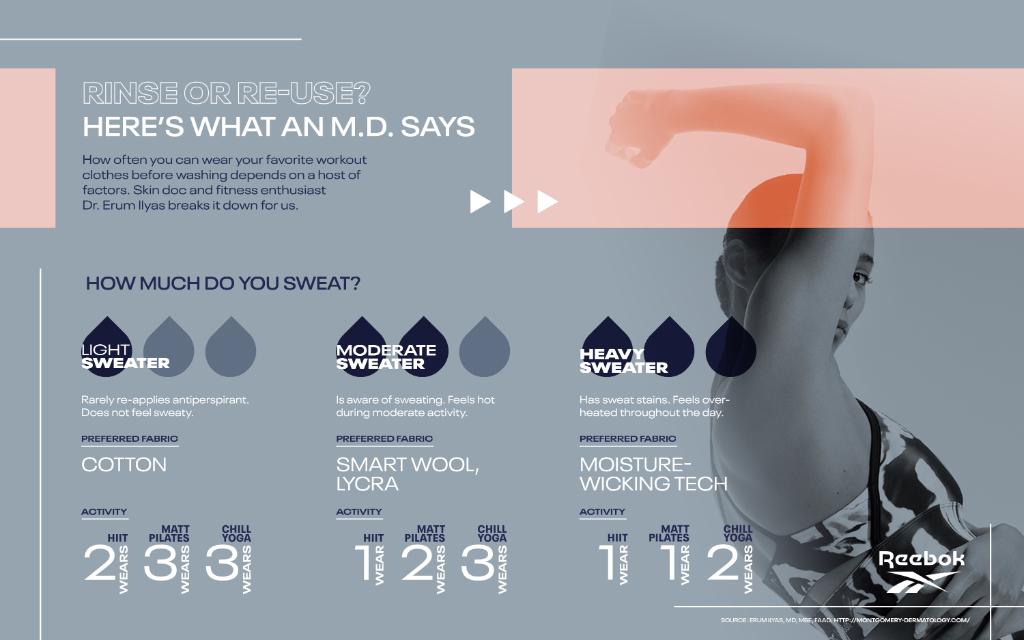 RINSE OR RE-USE?
HERE'S WHAT AN M.D. SAYS
How often you can wear your favorite workout
clothes before washing depends on a host of
factors. Skin doc and fitness enthusiast
Dr. Erum Ilyas breaks it down for us.
HOW MUCH DO YOU SWEAT?
LIGHT
SWEATER
Rarely re-applies antiperspirant.
Does not feel sweaty.
PREFERRED FABRIC
COTTON
ACTIVITY
HIIT
2 WEARS
MATT
PILATES
3 WEARS
CHILL
YOGA
3 WEARS
MODERATE
SWEATER
Is aware of sweating. Feels hot
during moderate activity.
PREFERRED FABRIC
SMART WOOL,
LYCRA
ACTIVITY
HIIT
1 WEAR
MATT
PILATES
2 WEARS
CHILL
YOGA
3 WEARS
HEAVY
SWEATER
Has sweat stains. Feels over-
heated throughout the day.
PREFERRED FABRIC
MOISTURE-
WICKING TECH
ACTIVITY
HIIT
1 WEAR
MATT
PILATES
1 WEAR
CHILL
YOGA
2 WEARS
Reebok
SOURCE: ERUM ILYAS, MD, MBE, FAAD, HTTP://MONTGOMERY-DERMATOLOGY.COM/